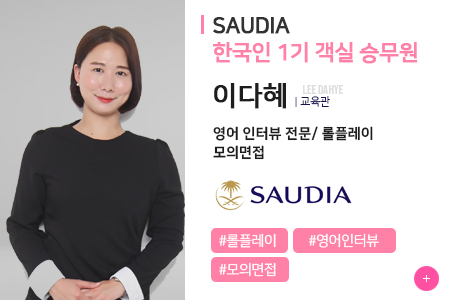 SAUDIA
한국인 1기 객실 승무원
이다혜 LEE DAHYE
| 교육관
영어 인터뷰 전문/ 롤플레이
모의면접
SAUDIA
#롤플레이 #영어인터뷰
#모의면접
+